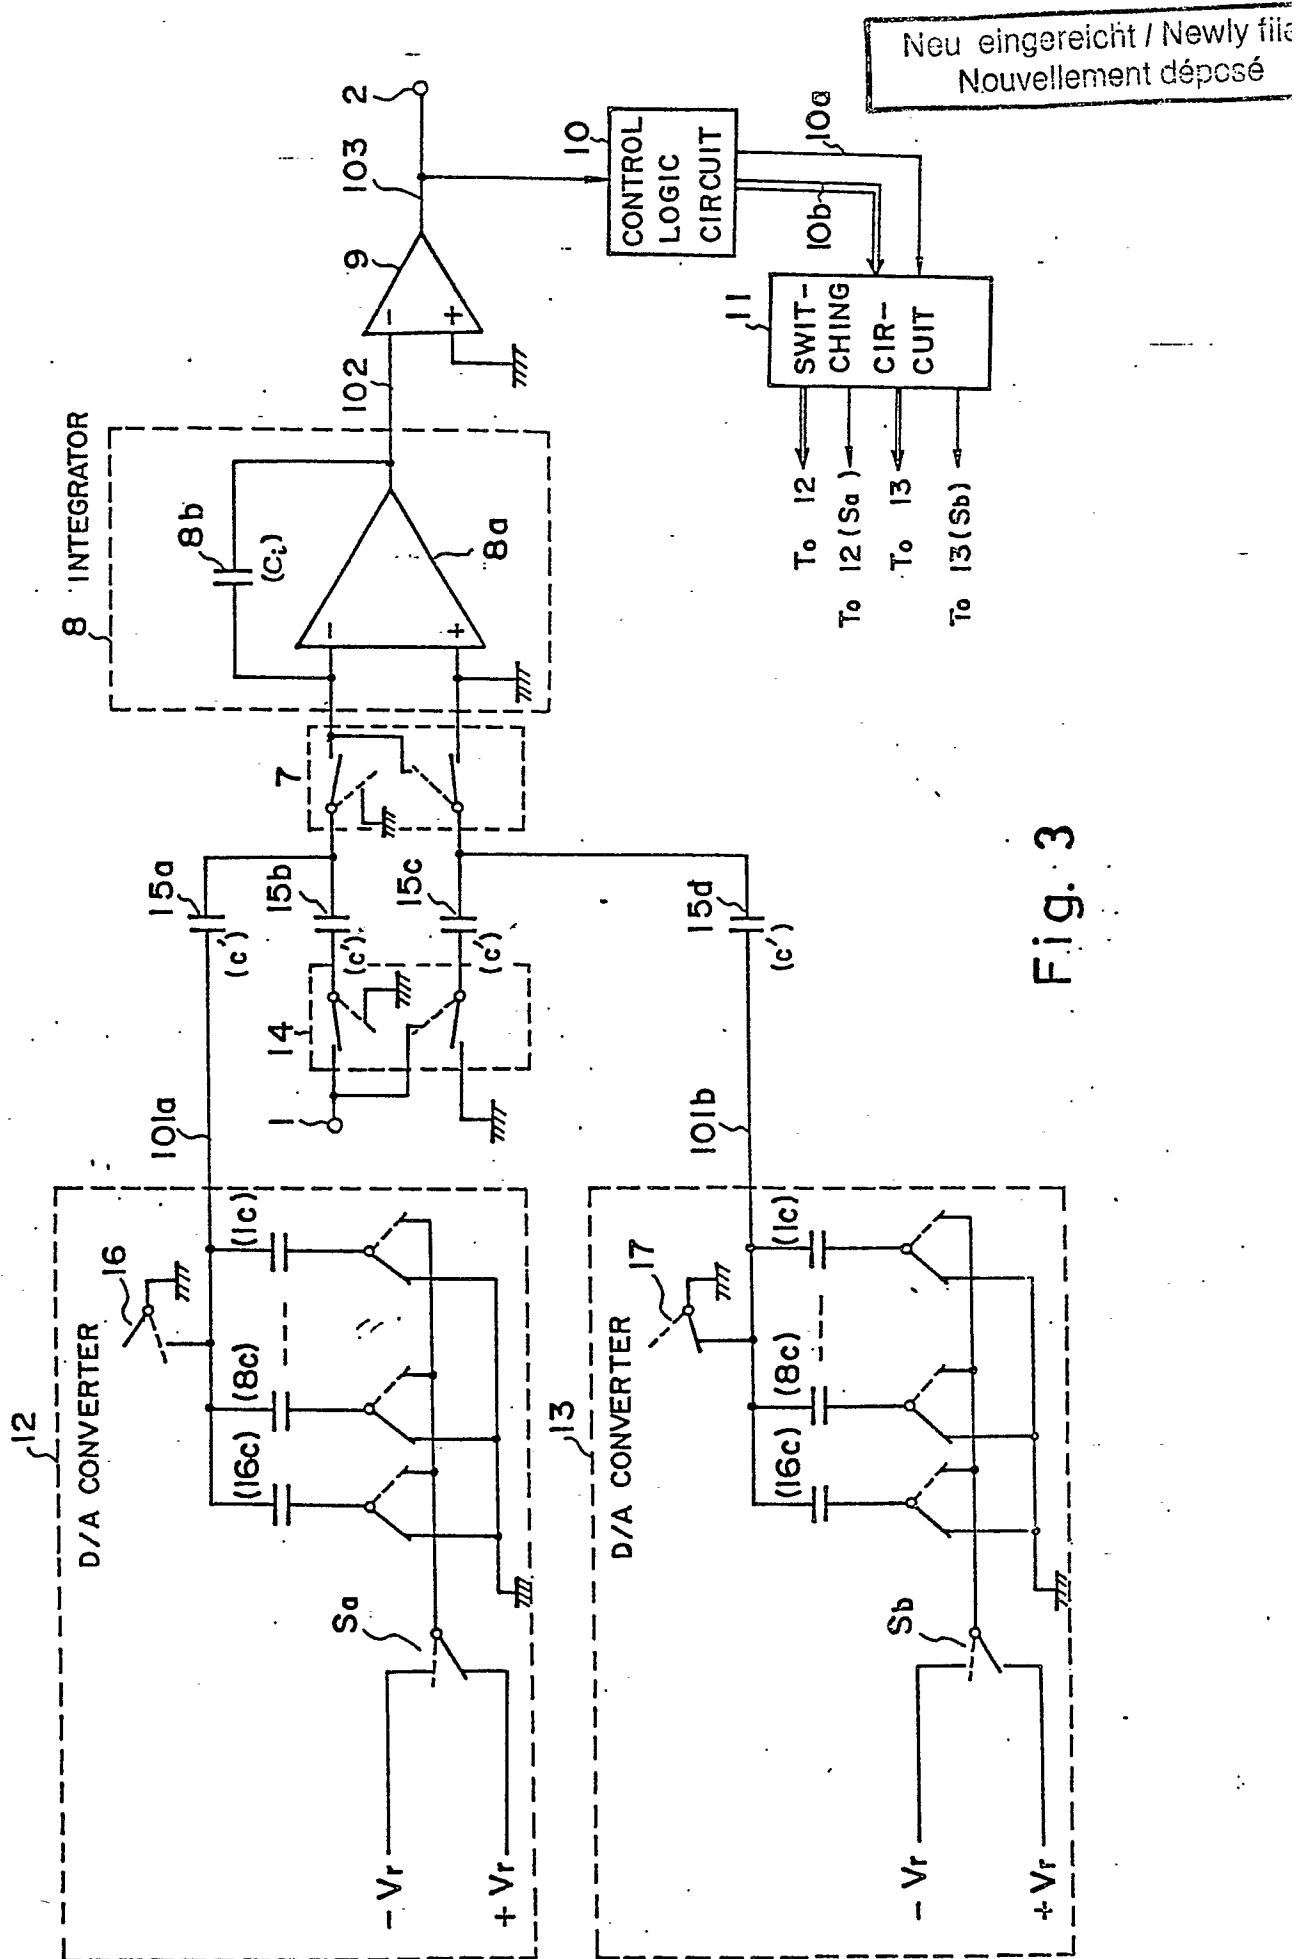 Neu eingereicht / Newly file
Nouvellement déposé
12
D/A CONVERTER
16
(16c)
(8c)
(1c)
Sa
- Vr
+ Vr
101a
15a
(c')
1
14
15b
(c')
15c
(c')
7
8 INTEGRATOR
8b
(Ci)
8a
-
+
102
9
-
+
103
2
13
D/A CONVERTER
17
(16c)
(8c)
(1c)
Sb
- Vr
+ Vr
101b
15d
(c')
10
CONTROL
LOGIC
CIRCUIT
10a
10b
11
SWIT-
CHING
CIR-
CUIT
To 12
To 12 (Sa)
To 13
To 13 (Sb)
Fig. 3